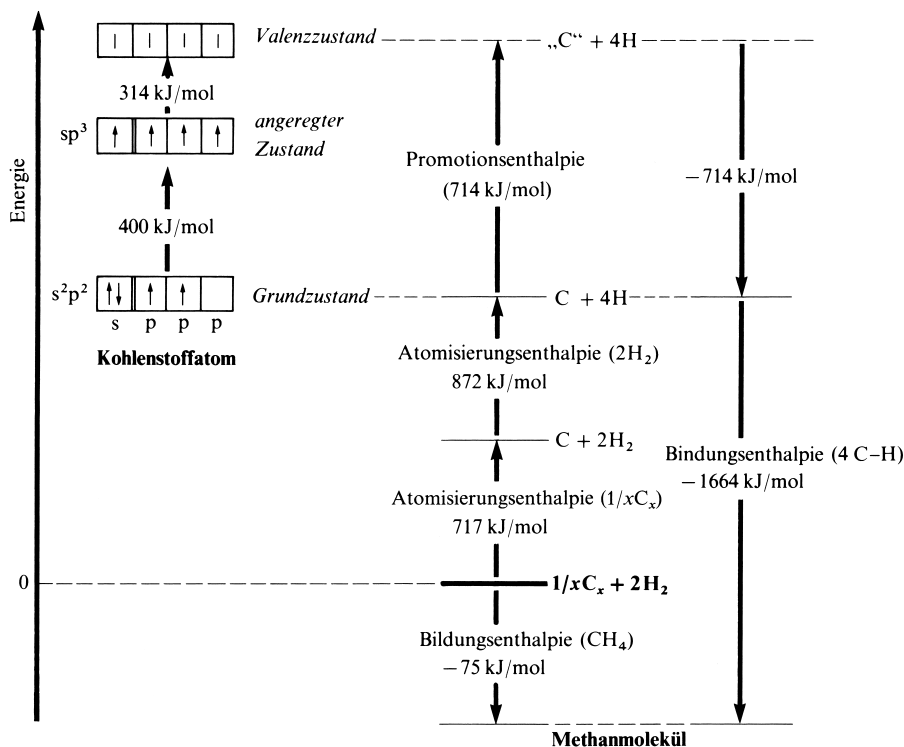 Energie
0
Valenzzustand
314 kJ/mol
sp³
angeregter
Zustand
400 kJ/mol
s²p²
Grundzustand
s p p p
Kohlenstoffatom
„C“ + 4H
Promotionsenthalpie
(714 kJ/mol)
C + 4H
Atomisierungsenthalpie (2H₂)
872 kJ/mol
C + 2H₂
Atomisierungsenthalpie (1/xCₓ)
717 kJ/mol
1/xCₓ + 2H₂
Bildungsenthalpie (CH₄)
−75 kJ/mol
−714 kJ/mol
Bindungsenthalpie (4 C–H)
−1664 kJ/mol
Methanmolekül